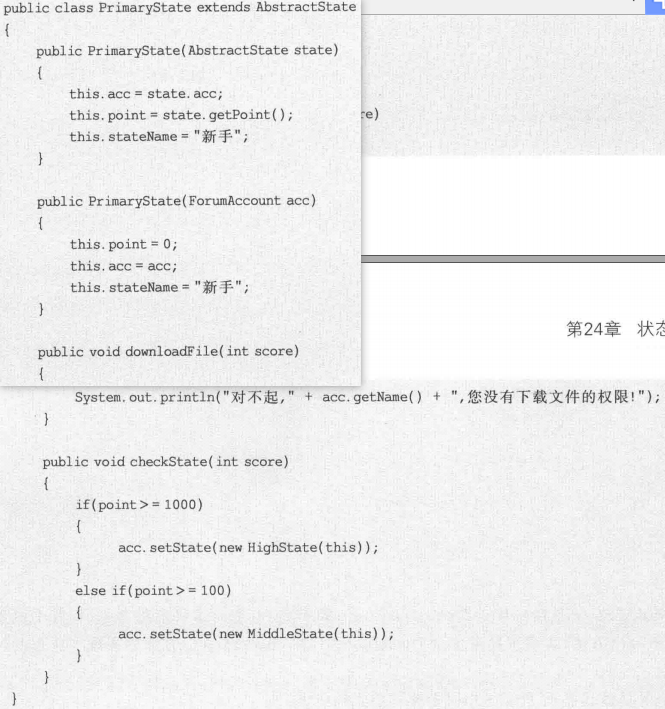 public class PrimaryState extends AbstractState
{
public PrimaryState(AbstractState state)
{
this.acc = state.acc;
this.point = state.getPoint();
re)
this.stateName = "新手";
}
public PrimaryState(ForumAccount acc)
{
this.point = 0;
this.acc = acc;
this.stateName = "新手";
}
第24章 状态
public void downloadFile(int score)
{
System.out.println("对不起," + acc.getName() + ",您没有下载文件的权限!");
}
public void checkState(int score)
{
if(point >= 1000)
{
acc.setState(new HighState(this));
}
else if(point >= 100)
{
acc.setState(new MiddleState(this));
}
}
}